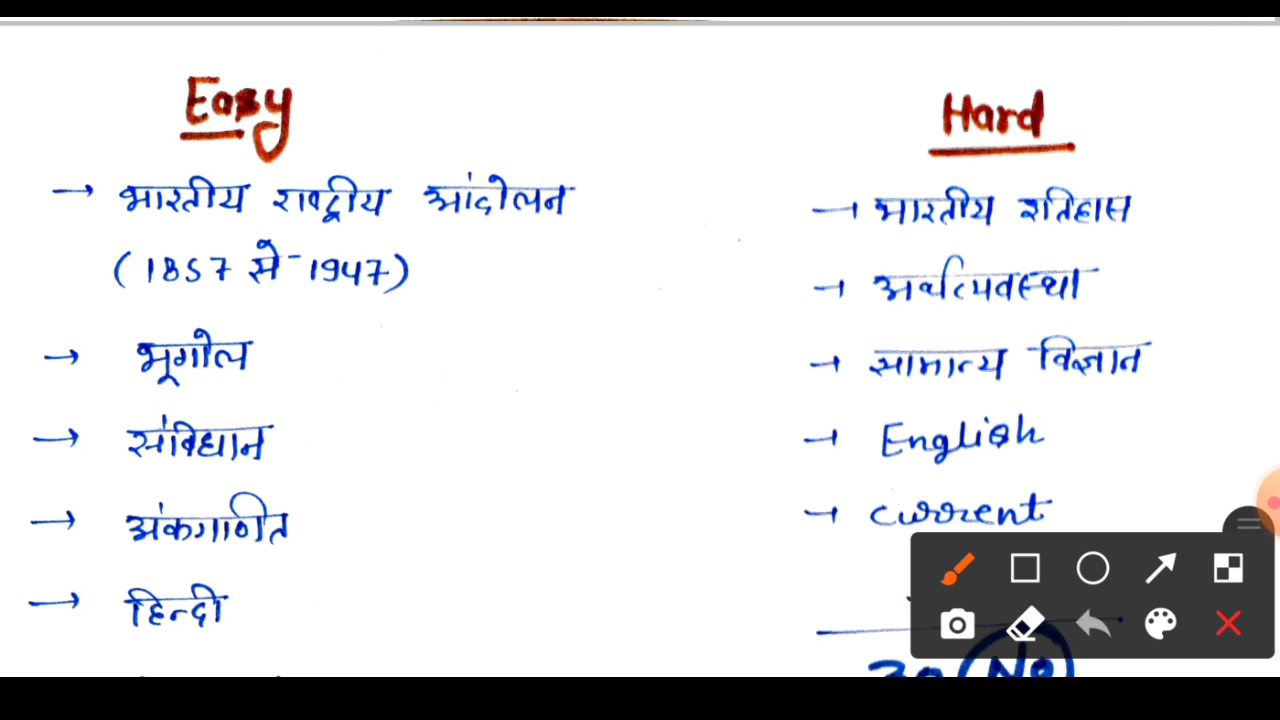 Easy
→ भारतीय राष्ट्रीय आंदोलन
(1857 से -1947)
→ भूगोल
→ संविधान
→ अंकगणित
→ हिन्दी
Hard
→ भारतीय इतिहास
→ अर्थव्यवस्था
→ सामान्य विज्ञान
→ English
→ Current